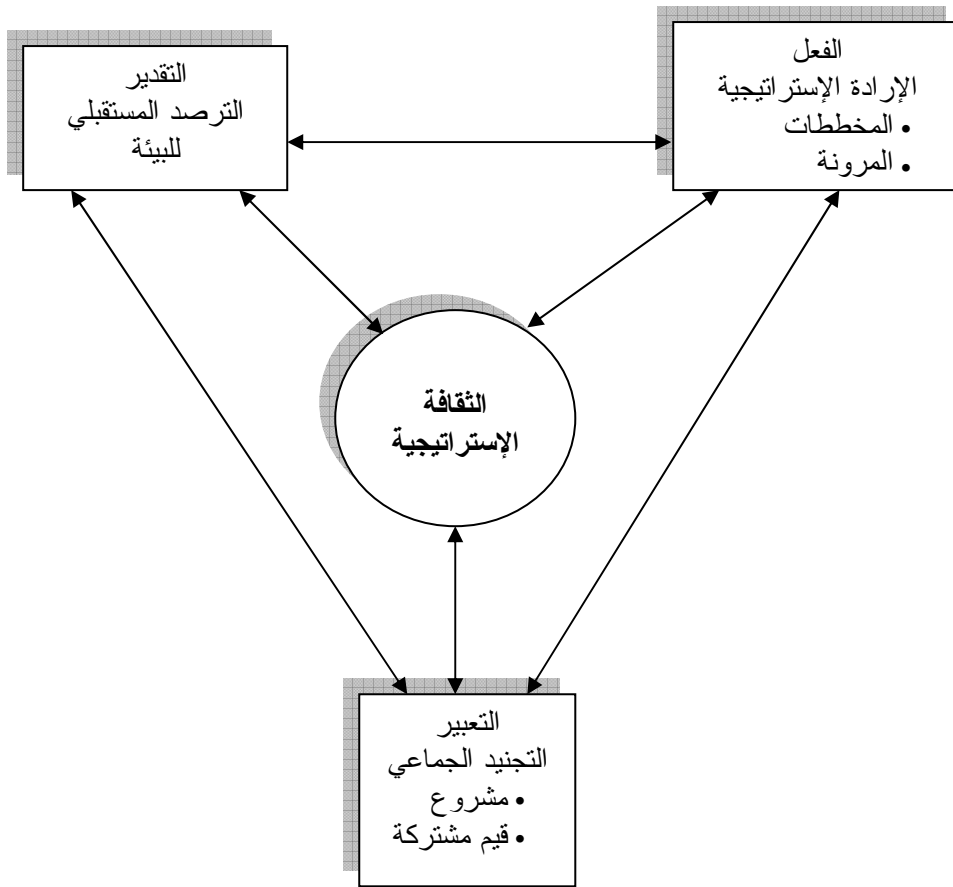 الفعل
الإرادة الإستراتيجية
• المخططات
• المرونة
التقدير
الترصد المستقبلي
للبيئة
الثقافة
الإستراتيجية
التعبير
التجنيد الجماعي
• مشروع
• قيم مشتركة